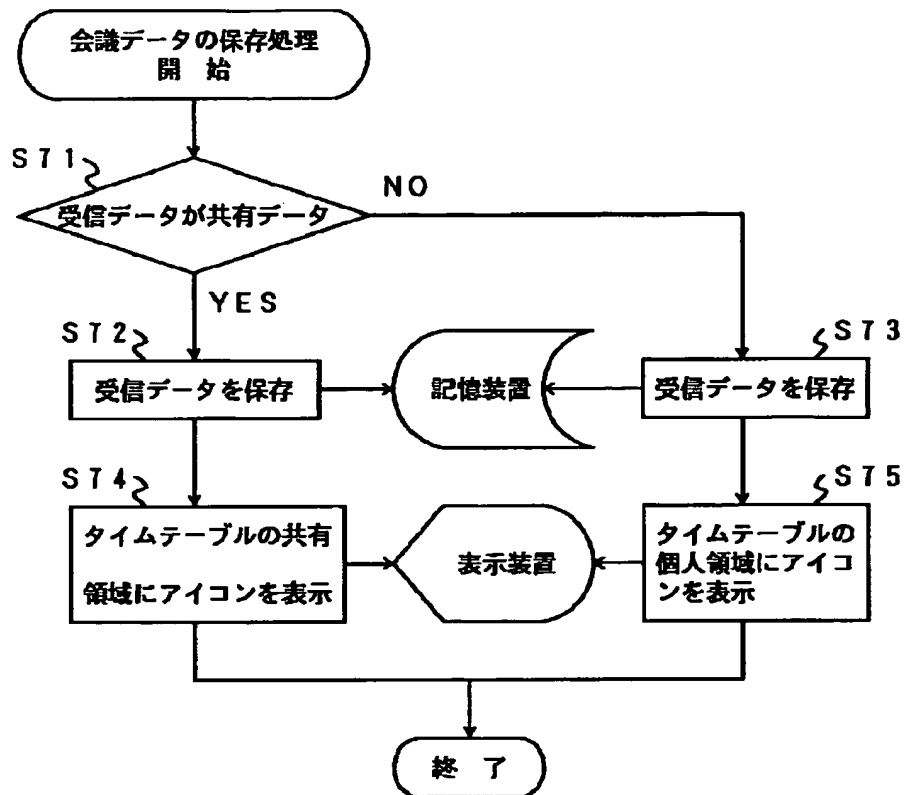 会議データの保存処理
開 始
S71
NO
受信データが共有データ
YES
S72
S73
受信データを保存
記憶装置
受信データを保存
S74
S75
タイムテーブルの共有
領域にアイコンを表示
表示装置
タイムテーブルの
個人領域にアイコ
ンを表示
終 了